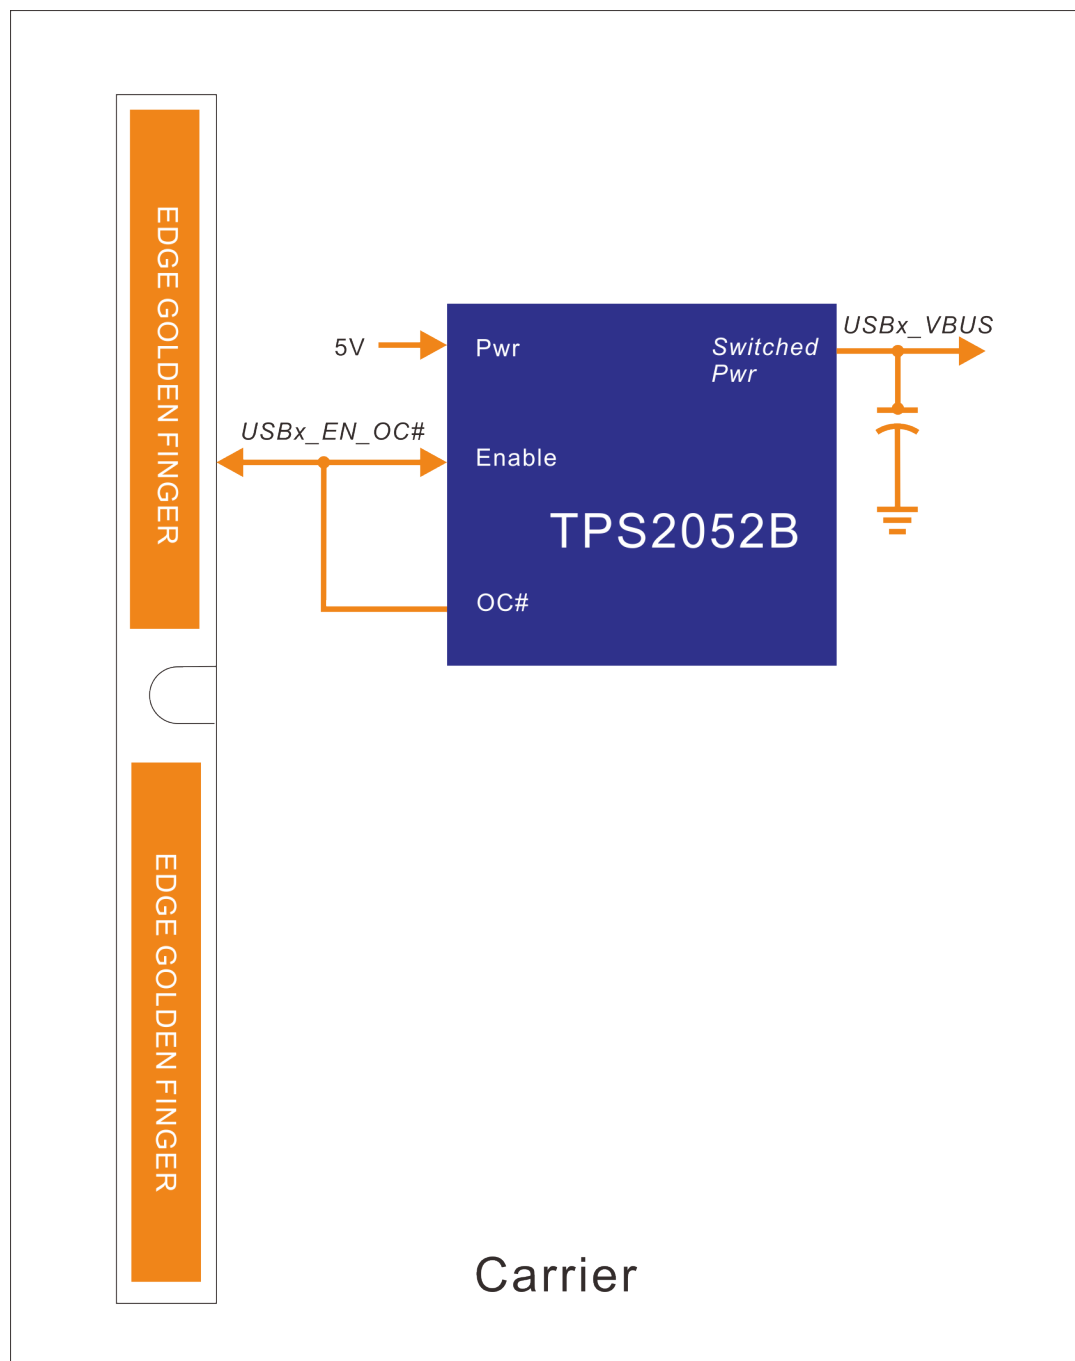 EDGE GOLDEN FINGER
5V
Pwr
Switched
Pwr
USBx_VBUS
USBx_EN_OC#
Enable
TPS2052B
OC#
EDGE GOLDEN FINGER
Carrier